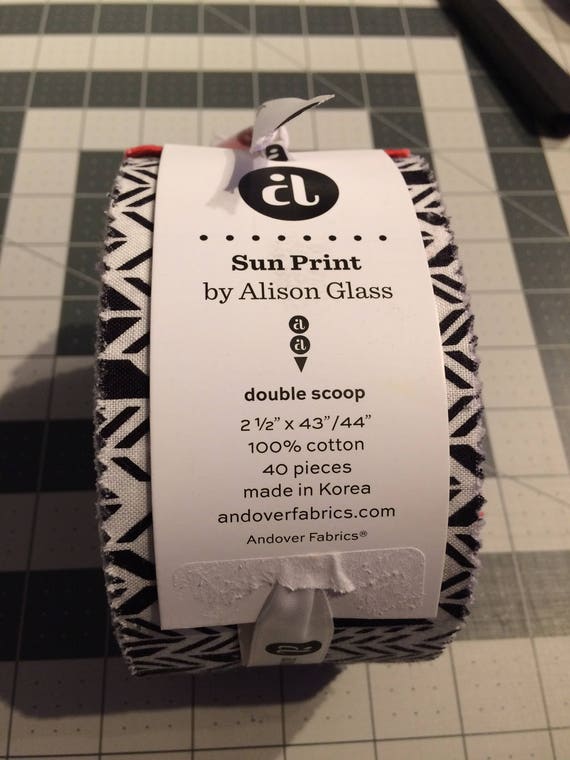 a
Sun Print
by Alison Glass
a
a
double scoop
2 ½” x 43”/44”
100% cotton
40 pieces
made in Korea
andoverfabrics.com
Andover Fabrics®